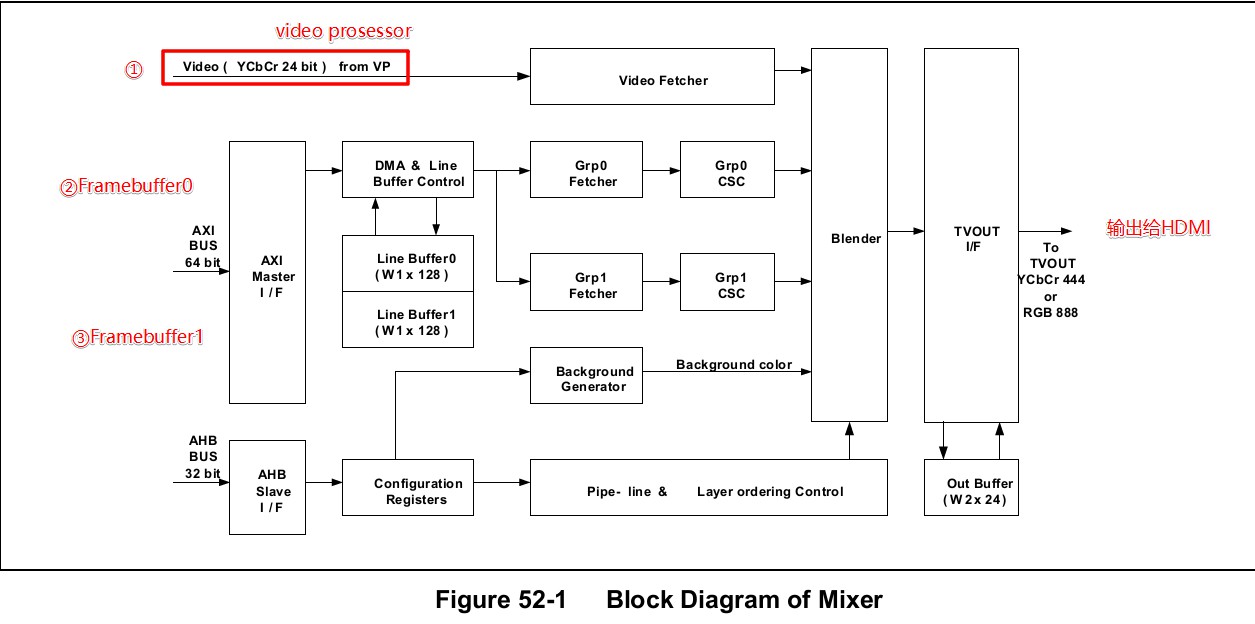 video prosessor
① Video ( YCbCr 24 bit ) from VP
Video Fetcher
②Framebuffer0
AXI
BUS
64 bit
③Framebuffer1
AXI
Master
I / F
DMA & Line
Buffer Control
Line Buffer0
( W 1 x 128 )
Line Buffer1
( W 1 x 128 )
Grp0
Fetcher
Grp0
CSC
Grp1
Fetcher
Grp1
CSC
Background
Generator
Background color
Blender
TVOUT
I/F
输出给HDMI
To
TVOUT
YCbCr 444
or
RGB 888
AHB
BUS
32 bit
AHB
Slave
I / F
Configuration
Registers
Pipe- line & Layer ordering Control
Out Buffer
( W 2 x 24 )
Figure 52-1 Block Diagram of Mixer